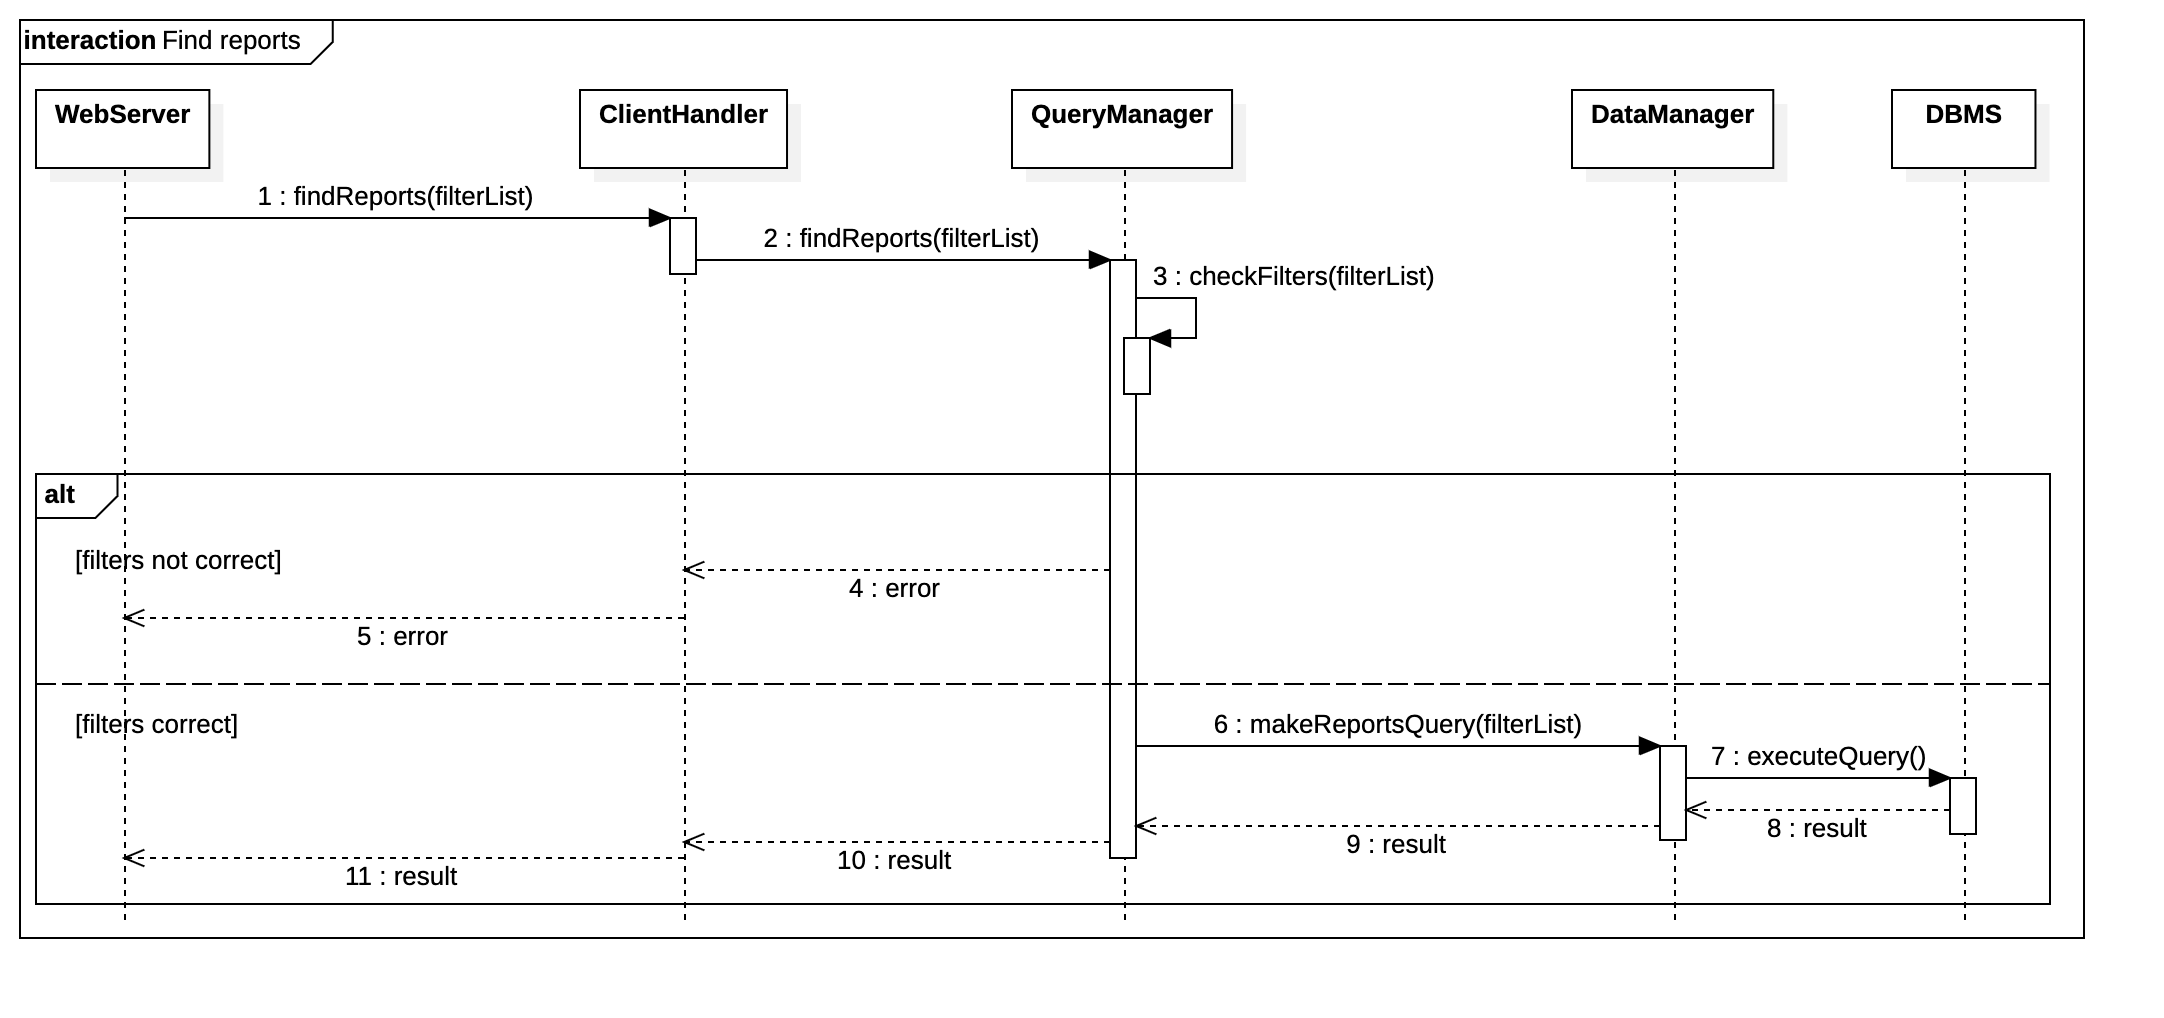 interaction Find reports
WebServer
ClientHandler
QueryManager
DataManager
DBMS
1 : findReports(filterList)
2 : findReports(filterList)
3 : checkFilters(filterList)
alt
[filters not correct]
4 : error
5 : error
[filters correct]
6 : makeReportsQuery(filterList)
7 : executeQuery()
8 : result
9 : result
10 : result
11 : result